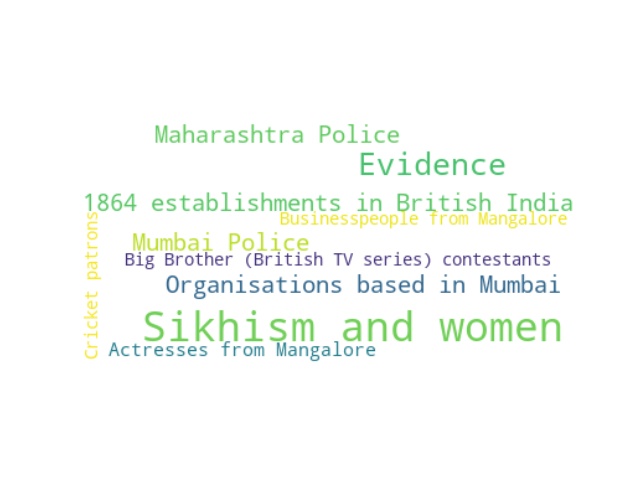 Maharashtra Police
Evidence
1864 establishments in British India
Businesspeople from Mangalore
Cricket patrons
Mumbai Police
Big Brother (British TV series) contestants
Organisations based in Mumbai
Sikhism and women
Actresses from Mangalore